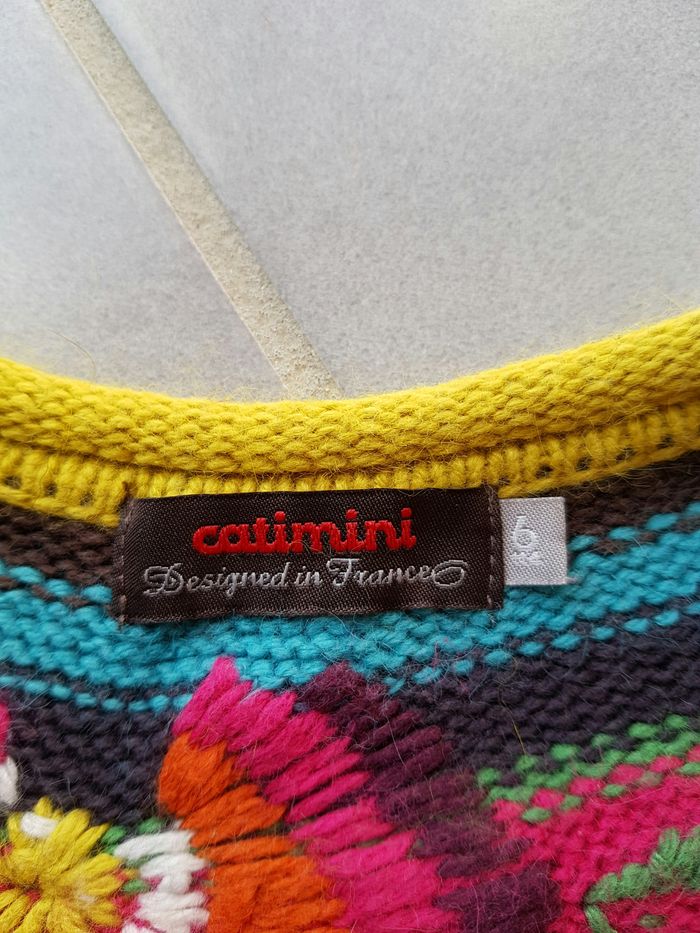 catimini
Designed in France
6